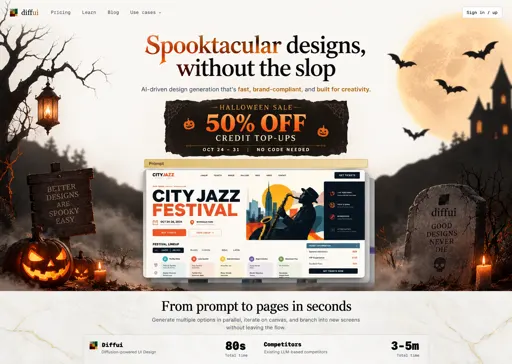 diffui
Pricing
Learn
Blog
Use cases
Sign in / up
Spooktacular designs,
without the slop
AI-driven design generation that's fast, brand-compliant, and built for creativity.
HALLOWEEN SALE
50% OFF
CREDIT TOP-UPS
OCT 24 – 31 | NO CODE NEEDED
BETTER
DESIGNS
ARE
SPOOKY
EASY
diffui
GOOD
DESIGNS
NEVER
DIE
CITYJAZZ
CITY JAZZ
FESTIVAL
FESTIVAL LINEUP
From prompt to pages in seconds
Generate multiple options in parallel, iterate on canvas, and branch into new screens
without leaving the flow.
Diffui
Diffusion-powered UI Design
80s
Total time
Competitors
Existing LLM-based competitors
3-5m
Total time